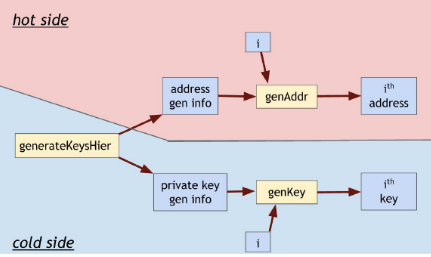 hot side
i
address
gen info
genAddr
i th
address
generateKeysHier
private key
gen info
genKey
i th
key
cold side
i